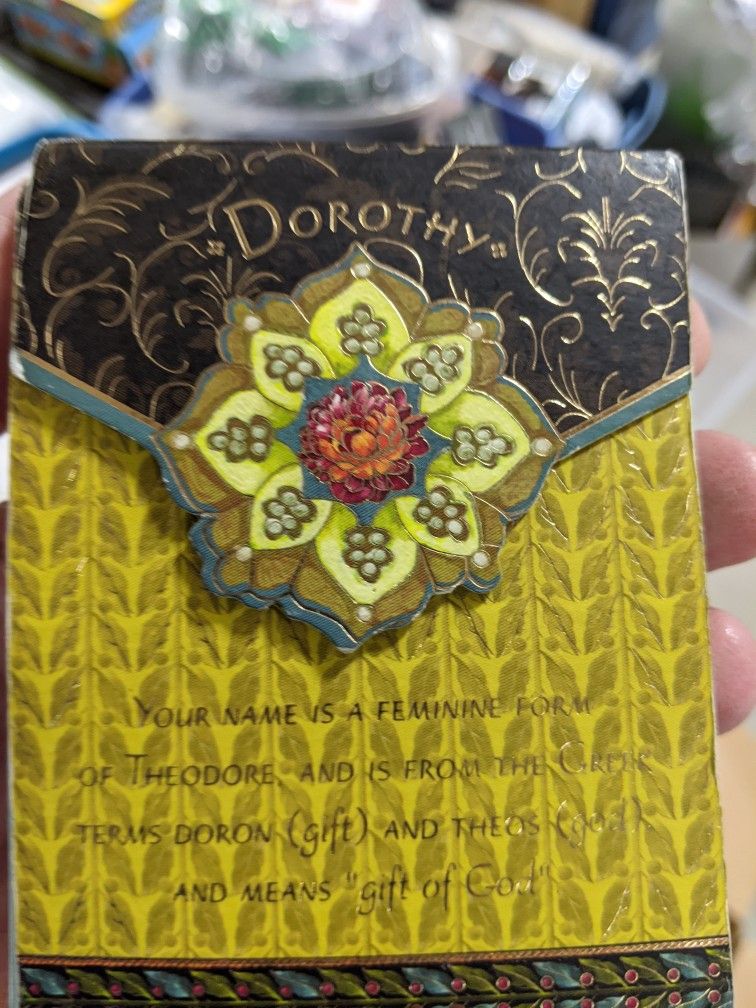 DOROTHY
YOUR NAME IS A FEMININE FORM
OF THEODORE, AND IS FROM THE GREEK
TERMS DORON (gift) AND THEOS (god)
AND MEANS "gift of God"